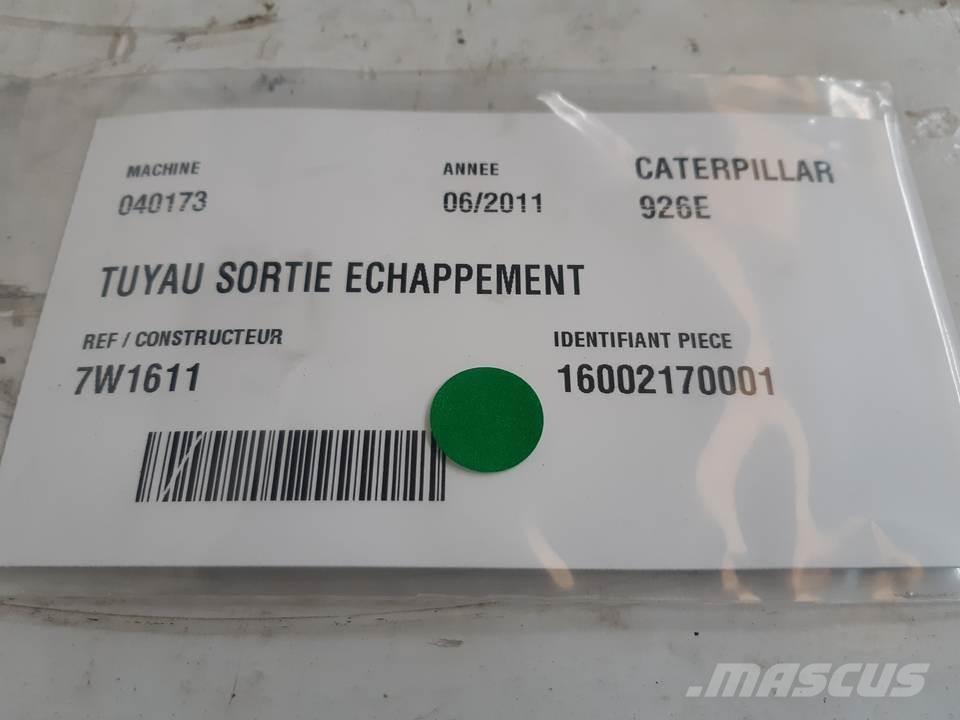 MACHINE ANNEE CATERPILLAR
040173 06/2011 926E
TUYAU SORTIE ECHAPPEMENT
REF / CONSTRUCTEUR IDENTIFIANT PIECE
7W1611 16002170001
.MASCUS